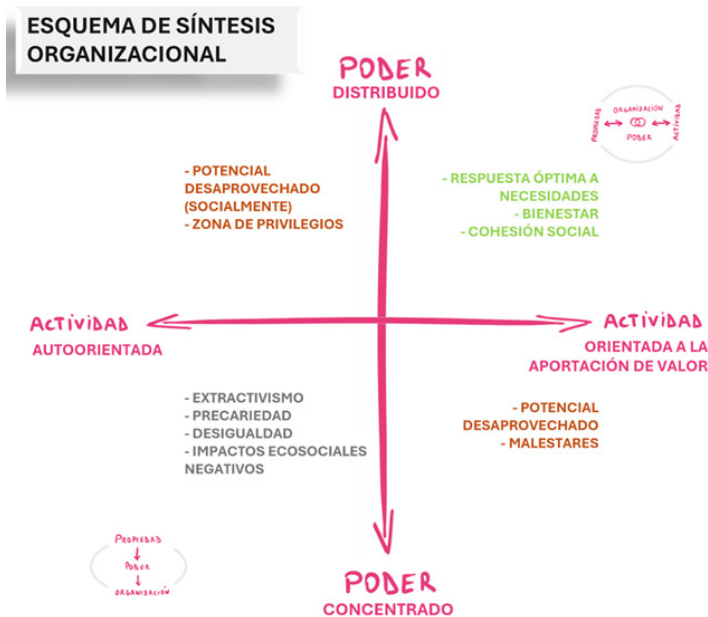 ESQUEMA DE SÍNTESIS
ORGANIZACIONAL
PODER
DISTRIBUIDO
ORGANIZACIÓN
PROPIEDAD
ACTIVIDAD
PODER
- POTENCIAL
DESAPROVECHADO
(SOCIALMENTE)
- ZONA DE PRIVILEGIOS
- RESPUESTA ÓPTIMA A
NECESIDADES
- BIENESTAR
- COHESIÓN SOCIAL
ACTIVIDAD
AUTOORIENTADA
ACTIVIDAD
ORIENTADA A LA
APORTACIÓN DE VALOR
- EXTRACTIVISMO
- PRECARIEDAD
- DESIGUALDAD
- IMPACTOS ECOSOCIALES
NEGATIVOS
- POTENCIAL
DESAPROVECHADO
- MALESTARES
PROPIEDAD
PODER
ORGANIZACIÓN
PODER
CONCENTRADO